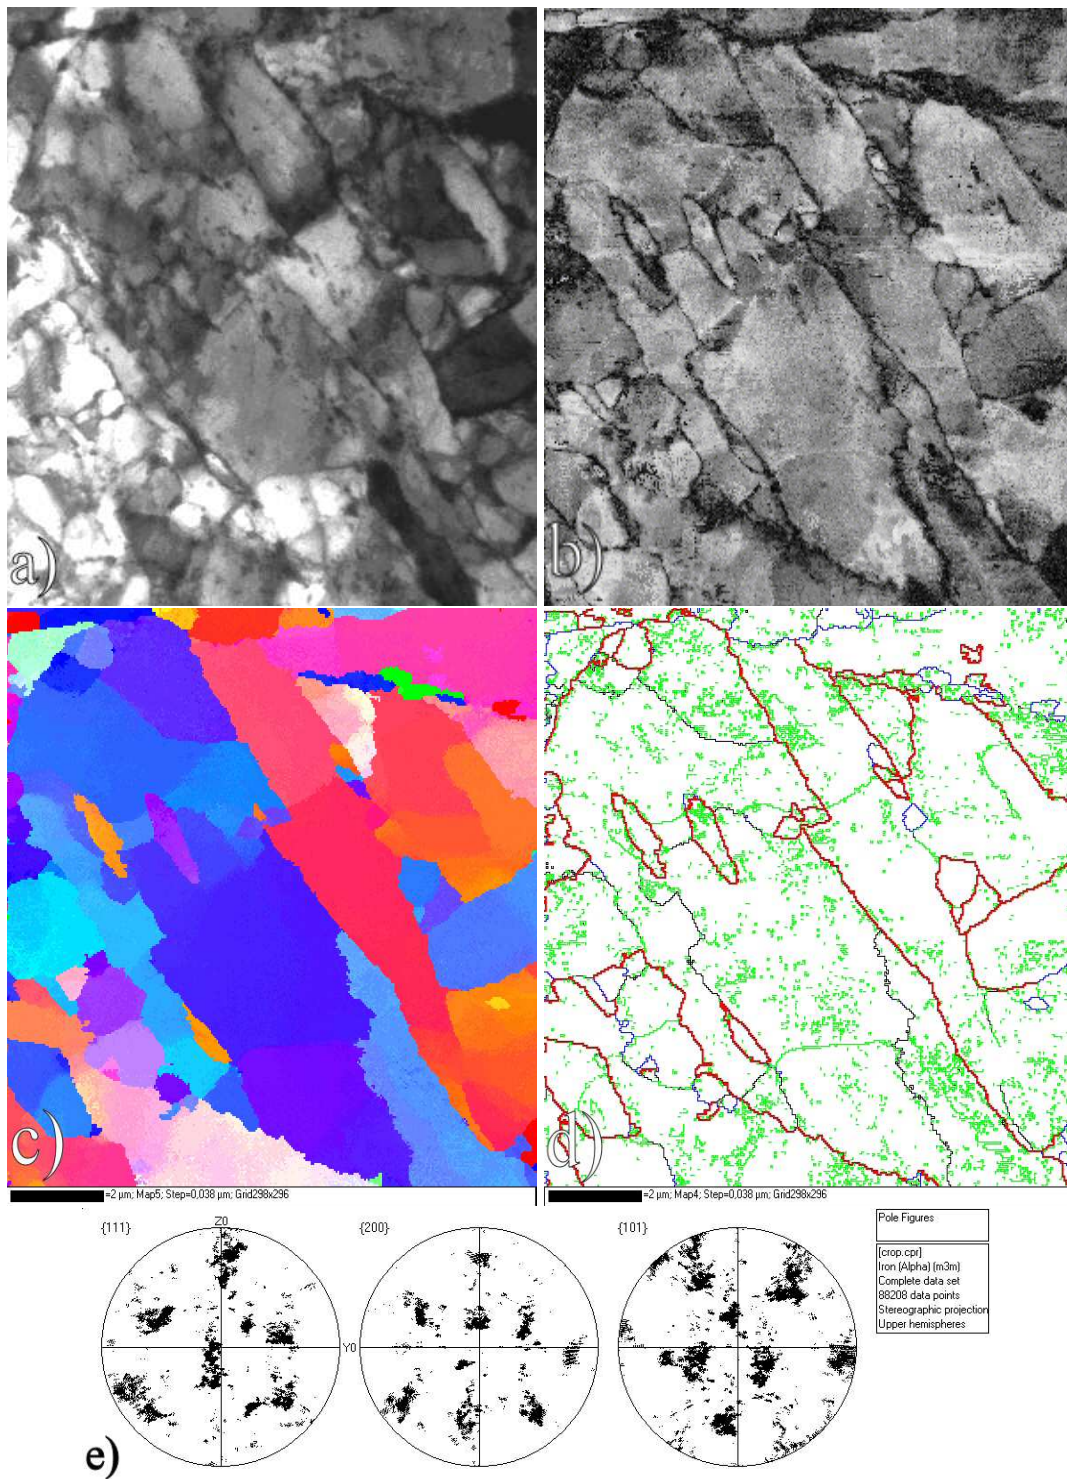 a)
b)
c)
d)
=2 µm; Map5; Step=0,038 µm; Grid298x296
=2 µm; Map4; Step=0,038 µm; Grid298x296
{111}
Z0
{200}
{101}
Y0
Pole Figures
[crop.cpr]
Iron (Alpha) (m3m)
Complete data set
88208 data points
Stereographic projection
Upper hemispheres
e)